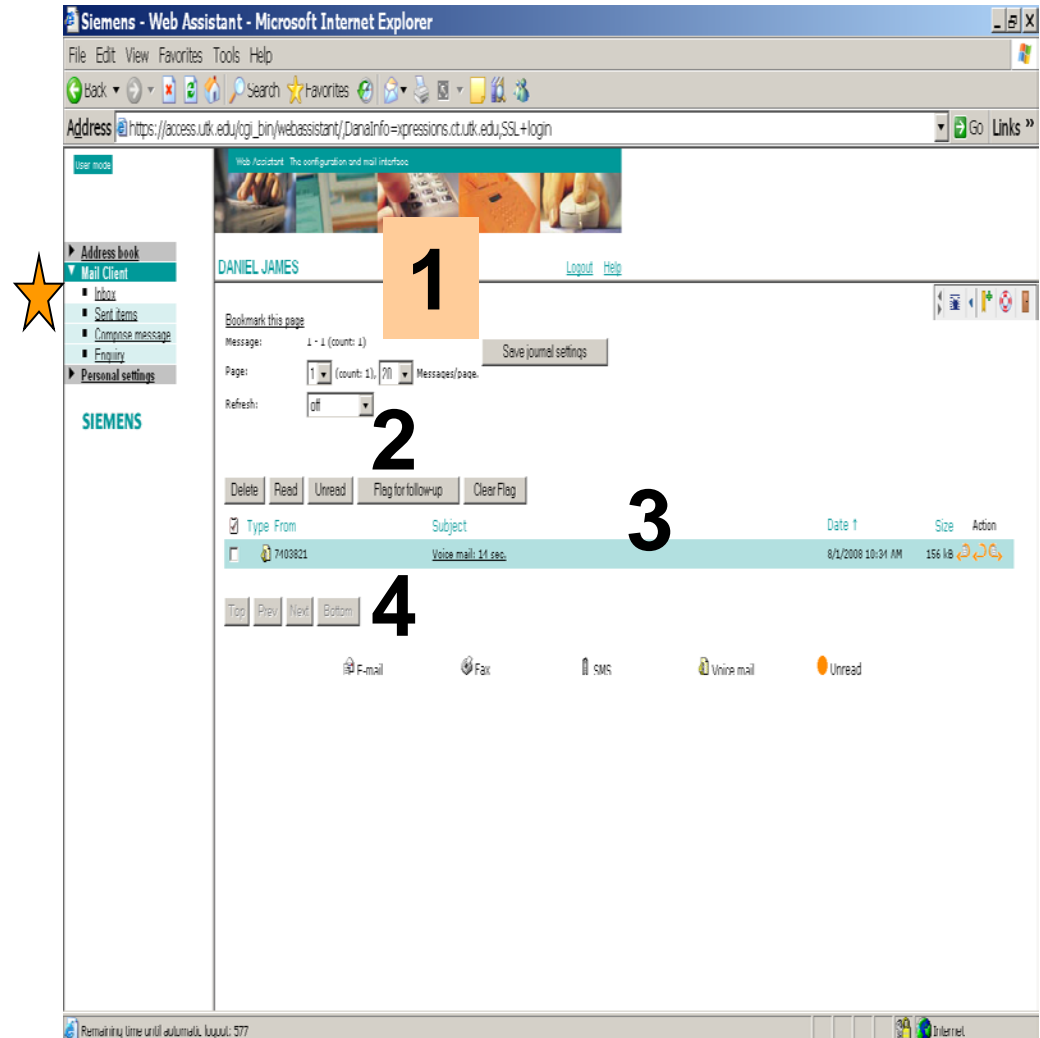 Siemens - Web Assistant - Microsoft Internet Explorer
File Edit View Favorites Tools Help
Back Search Favorites
Address https://access.utk.edu/cgi_bin/webassistant/,DanaInfo=xpressions.ct.utk.edu,SSL+login Go Links »
User mode
Web Assistant The configuration and mail interface
Address book
Mail Client
Inbox
Sent items
Compose message
Enquiry
Personal settings
SIEMENS
DANIEL JAMES
1
Logout Help
Bookmark this page
Message: 1 - 1 (count: 1)
Save journal settings
Page: 1 (count: 1), 20 Messages/page.
Refresh: off
2
Delete Read Unread Flag for follow-up Clear Flag
3
Type From Subject Date ↑ Size Action
7403821 Voice mail: 14 sec. 8/1/2008 10:34 AM 156 kB
Top Prev Next Bottom
4
E-mail Fax SMS Voice mail Unread
Remaining time until automatic logout: 577
Internet